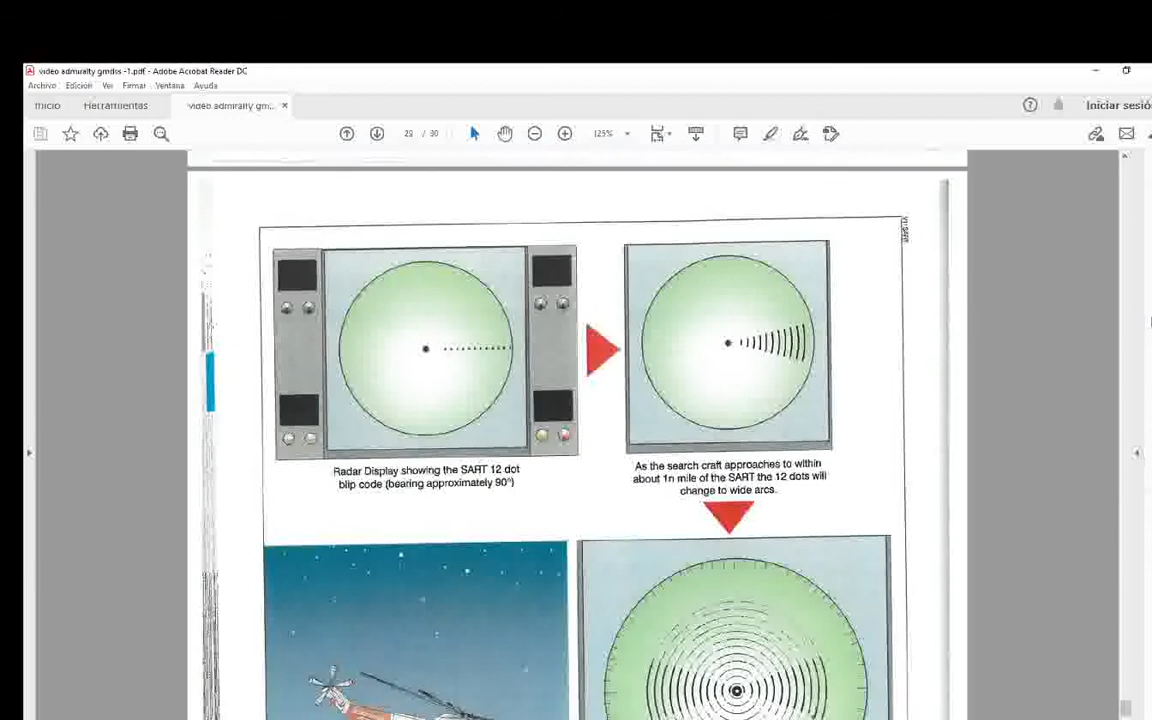 video admiralty gmdss -1.pdf - Adobe Acrobat Reader DC
Archivo Edición Ver Firmar Ventana Ayuda
Inicio Herramientas video admiralty gm... ×
Iniciar sesió
/ 30 125%
Radar Display showing the SART 12 dot
blip code (bearing approximately 90°)
As the search craft approaches to within
about 1n mile of the SART the 12 dots will
change to wide arcs.